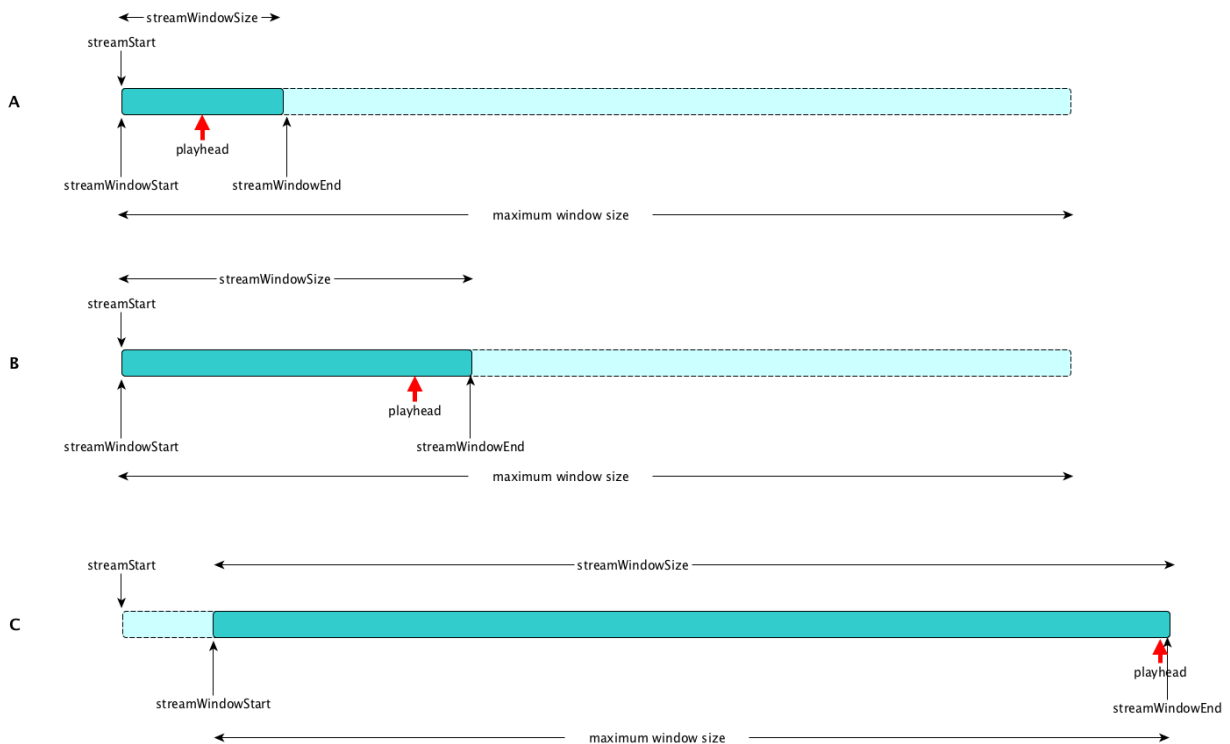 streamWindowSize
streamStart
A
playhead
streamWindowStart
streamWindowEnd
maximum window size
streamWindowSize
streamStart
B
playhead
streamWindowStart
streamWindowEnd
maximum window size
streamStart
streamWindowSize
C
playhead
streamWindowStart
streamWindowEnd
maximum window size